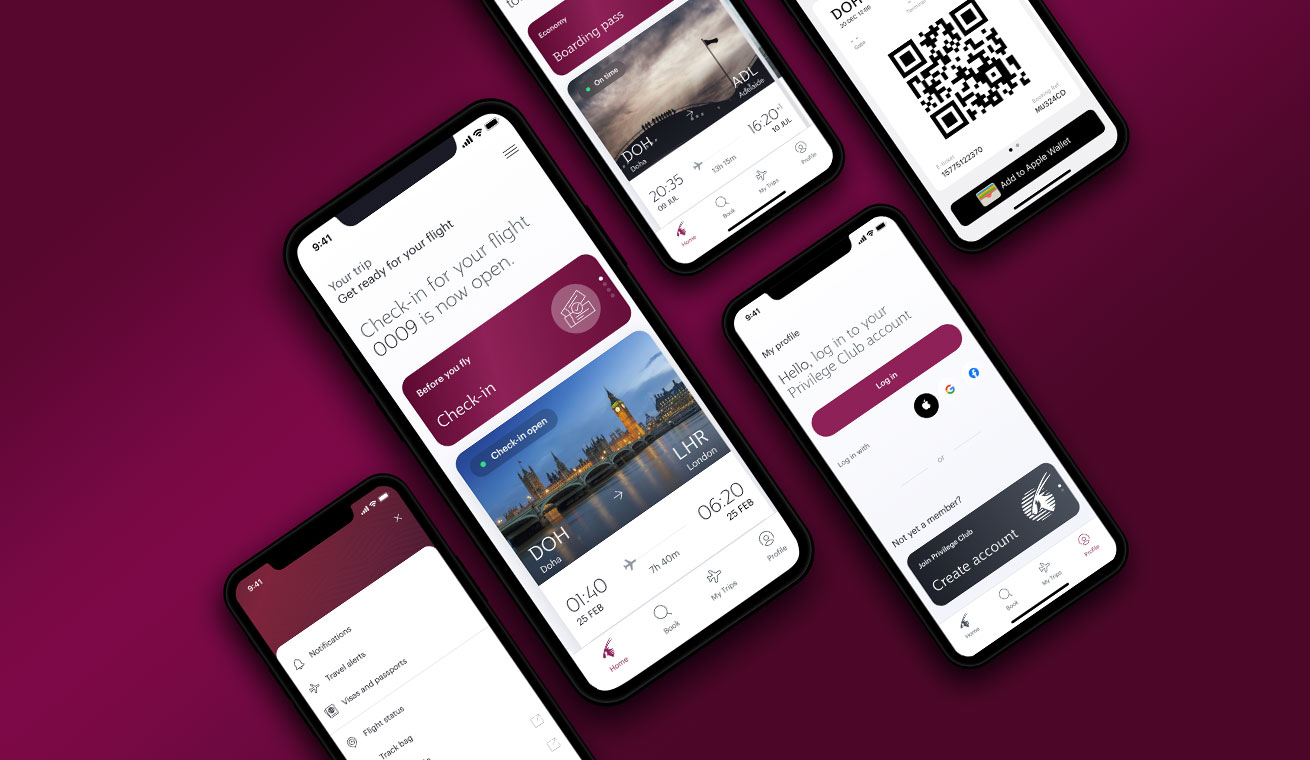 Economy
Boarding pass
On time
DOH
Doha
ADL
Adelaide
20:35
09 JUL
13h 15m
16:20
10 JUL
Home
Book
My Trips
Profile
DOH
20 DEC 12:00
Gate
E-ticket
15775122370
Booking Ref.
MU324CD
Add to Apple Wallet
9:41
Your trip
Get ready for your flight
Check-in for your flight
0009 is now open.
Before you fly
Check-in
Check-in open
DOH
Doha
LHR
London
01:40
25 FEB
7h 40m
06:20
25 FEB
Home
Book
My Trips
Profile
9:41
My profile
Hello, log in to your
Privilege Club account
Log in
Log in with
or
Not yet a member?
Join Privilege Club
Create account
Home
Book
My Trips
Profile
9:41
Notifications
Travel alerts
Visas and passports
Flight status
Track bag